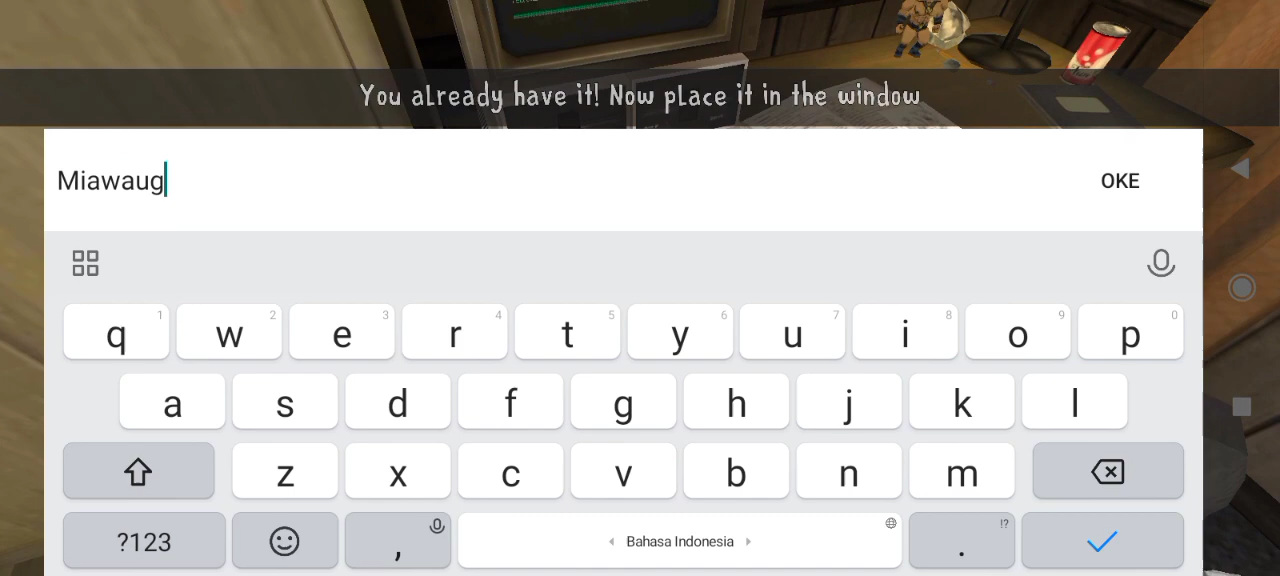 You already have it! Now place it in the window
Miawaug
OKE
q 1 w 2 e 3 r 4 t 5 y 6 u 7 i 8 o 9 p 0
a s d f g h j k l
z x c v b n m
?123 , Bahasa Indonesia . !?